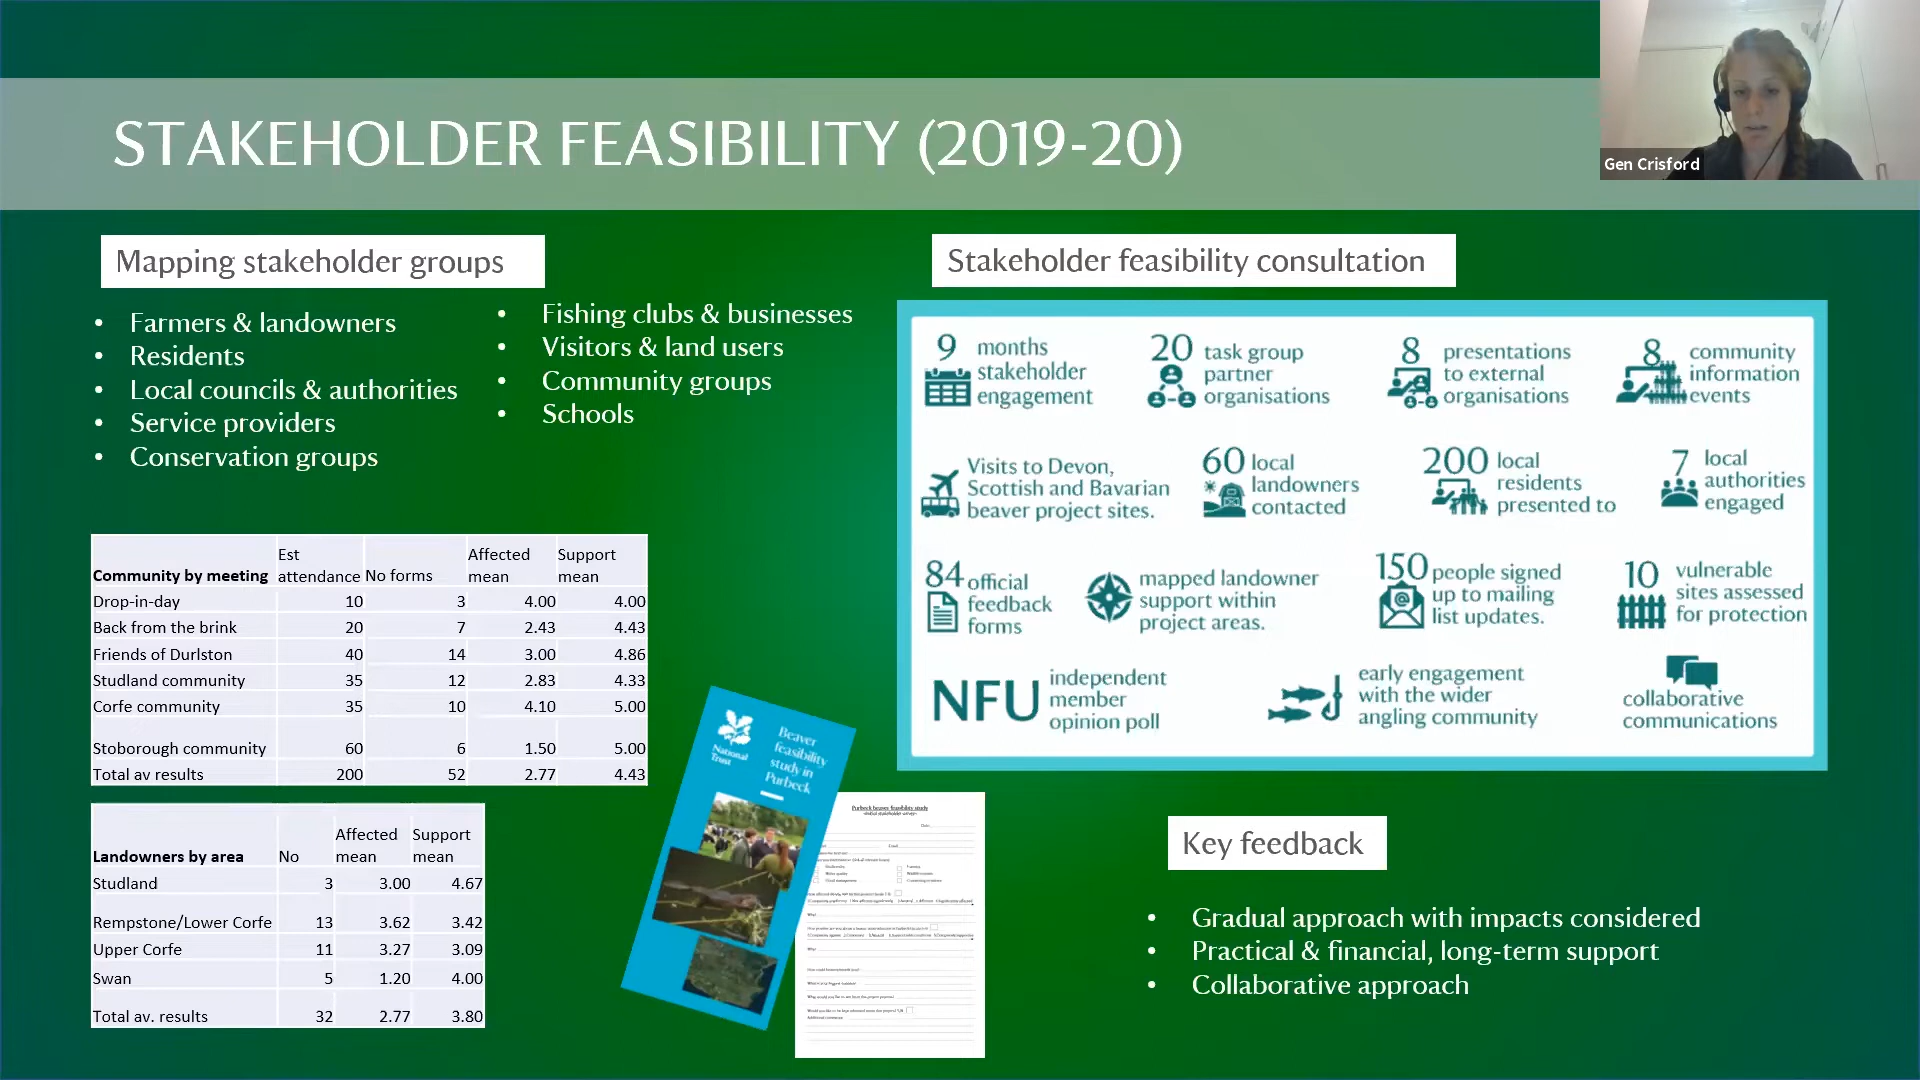 STAKEHOLDER FEASIBILITY (2019-20)
Gen Crisford
Mapping stakeholder groups
• Farmers & landowners
• Residents
• Local councils & authorities
• Service providers
• Conservation groups
• Fishing clubs & businesses
• Visitors & land users
• Community groups
• Schools
Community by meeting Est attendance No forms Affected mean Support mean
Drop-in-day 10 3 4.00 4.00
Back from the brink 20 7 2.43 4.43
Friends of Durlston 40 14 3.00 4.86
Studland community 35 12 2.83 4.33
Corfe community 35 10 4.10 5.00
Stoborough community 60 6 1.50 5.00
Total av results 200 52 2.77 4.43
Landowners by area No Affected mean Support mean
Studland 3 3.00 4.67
Rempstone/Lower Corfe 13 3.62 3.42
Upper Corfe 11 3.27 3.09
Swan 5 1.20 4.00
Total av. results 32 2.77 3.80
National
Trust
Beaver
feasibility
study in
Purbeck
Purbeck beaver feasibility study
Stakeholder feasibility consultation
9 months
stakeholder
engagement
20 task group
partner
organisations
8 presentations
to external
organisations
8 community
information
events
Visits to Devon,
Scottish and Bavarian
beaver project sites.
60 local
landowners
contacted
200 local
residents
presented to
7 local
authorities
engaged
84 official
feedback
forms
mapped landowner
support within
project areas.
150 people signed
up to mailing
list updates.
10 vulnerable
sites assessed
for protection
NFU independent
member
opinion poll
early engagement
with the wider
angling community
collaborative
communications
Key feedback
• Gradual approach with impacts considered
• Practical & financial, long-term support
• Collaborative approach